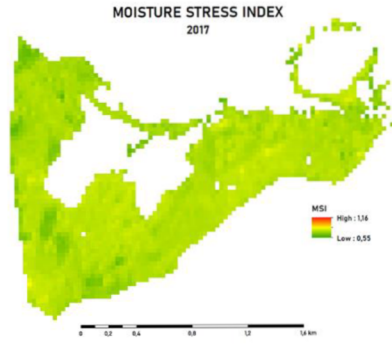 MOISTURE STRESS INDEX
2017
MSI
High : 1,16
Low : 0,55
0 0,2 0,4 0,8 1,2 1,6 km